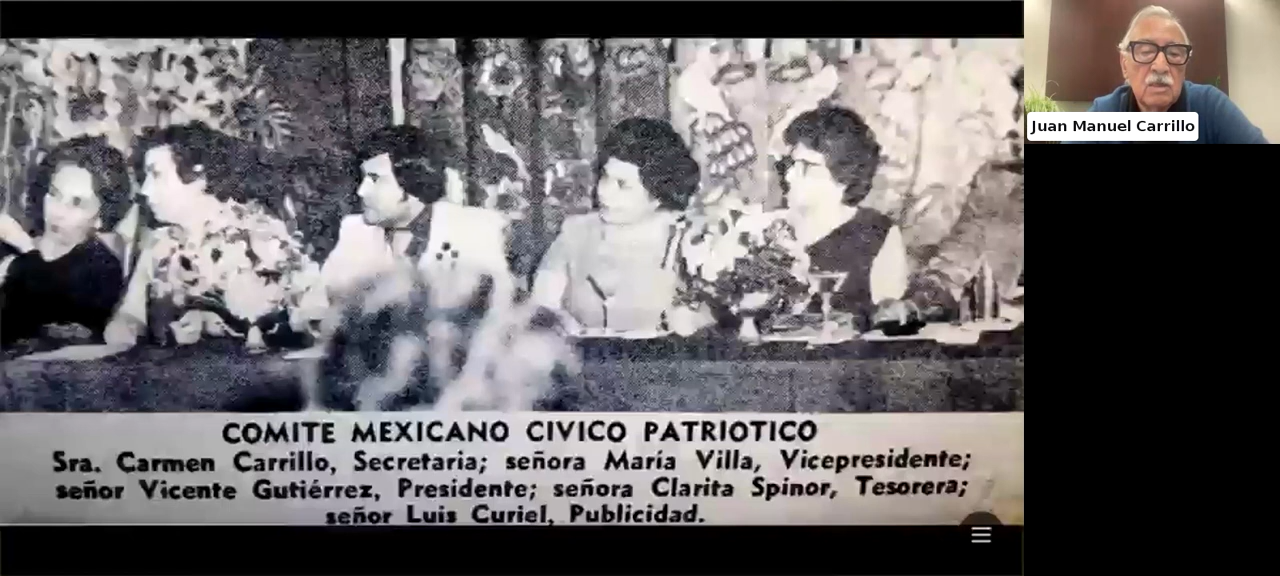 COMITE MEXICANO CIVICO PATRIOTICO
Sra. Carmen Carrillo, Secretaria; señora María Villa, Vicepresidente;
señor Vicente Gutiérrez, Presidente; señora Clarita Spinor, Tesorera;
señor Luis Curiel, Publicidad.
Juan Manuel Carrillo